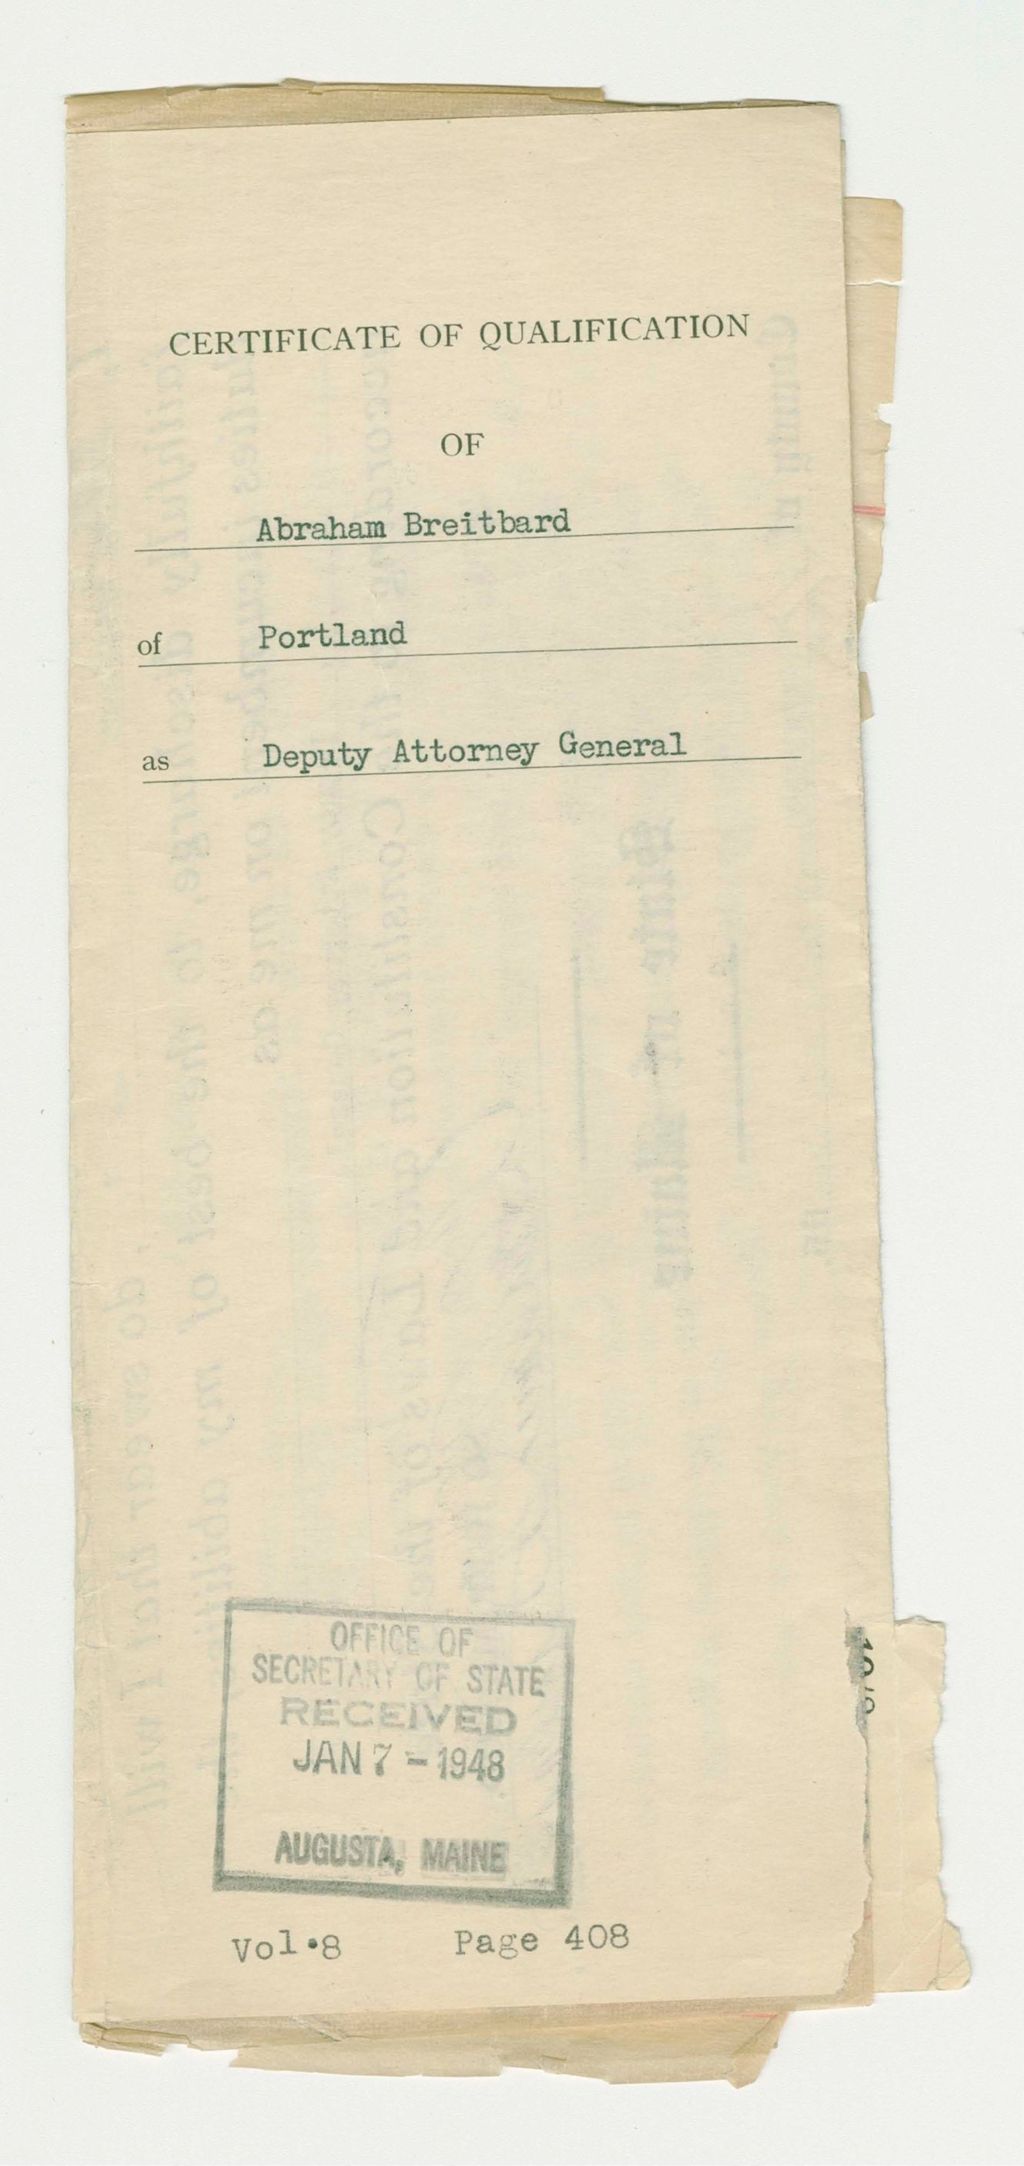 CERTIFICATE OF QUALIFICATION
OF
Abraham Breitbard
of Portland
as Deputy Attorney General
OFFICE OF
SECRETARY OF STATE
RECEIVED
JAN 7 - 1948
AUGUSTA, MAINE
Vol.8 Page 408